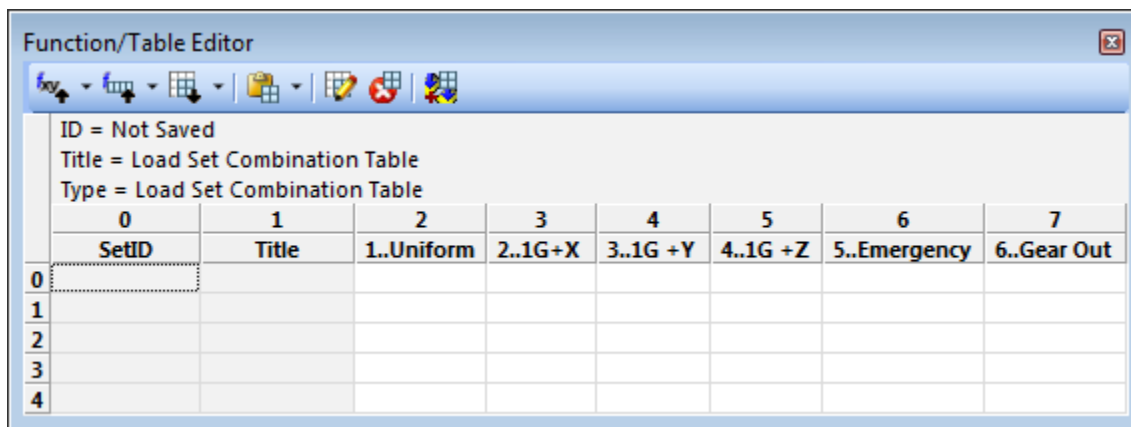 Function/Table Editor
ID = Not Saved
Title = Load Set Combination Table
Type = Load Set Combination Table
0 1 2 3 4 5 6 7
SetID Title 1..Uniform 2..1G+X 3..1G +Y 4..1G +Z 5..Emergency 6..Gear Out
0
1
2
3
4